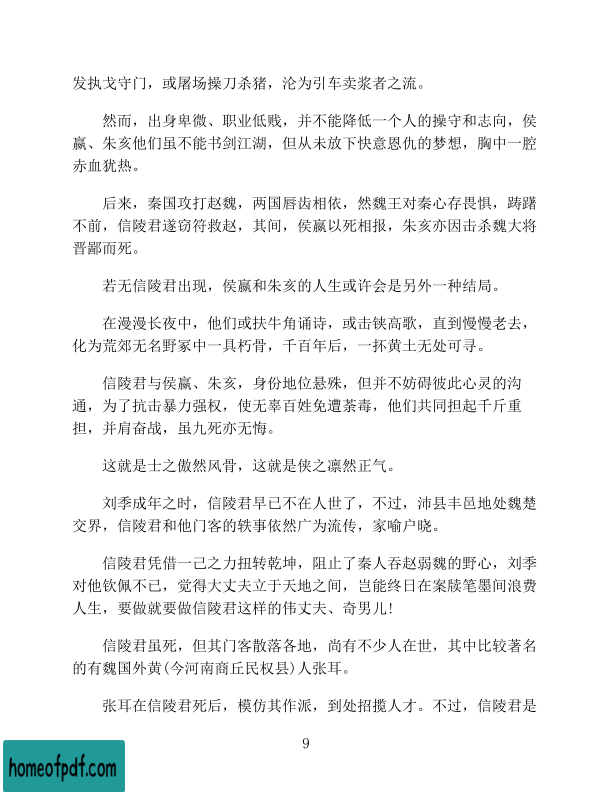 发执戈守门，或屠场操刀杀猪，沦为引车卖浆者之流。
然而，出身卑微、职业低贱，并不能降低一个人的操守和志向，侯
嬴、朱亥他们虽不能书剑江湖，但从未放下快意恩仇的梦想，胸中一腔
赤血犹热。
后来，秦国攻打赵魏，两国唇齿相依，然魏王对秦心存畏惧，踌躇
不前，信陵君遂窃符救赵，其间，侯嬴以死相报，朱亥亦因击杀魏大将
晋鄙而死。
若无信陵君出现，侯嬴和朱亥的人生或许会是另外一种结局。
在漫漫长夜中，他们或扶牛角诵诗，或击铗高歌，直到慢慢老去，
化为荒郊无名野冢中一具朽骨，千百年后，一抔黄土无处可寻。
信陵君与侯嬴、朱亥，身份地位悬殊，但并不妨碍彼此心灵的沟
通，为了抗击暴力强权，使无辜百姓免遭荼毒，他们共同担起千斤重
担，并肩奋战，虽九死亦无悔。
这就是士之傲然风骨，这就是侠之凛然正气。
刘季成年之时，信陵君早已不在人世了，不过，沛县丰邑地处魏楚
交界，信陵君和他门客的轶事依然广为流传，家喻户晓。
信陵君凭借一己之力扭转乾坤，阻止了秦人吞赵弱魏的野心，刘季
对他钦佩不已，觉得大丈夫立于天地之间，岂能终日在案牍笔墨间浪费
人生，要做就要做信陵君这样的伟丈夫、奇男儿!
信陵君虽死，但其门客散落各地，尚有不少人在世，其中比较著名
的有魏国外黄(今河南商丘民权县)人张耳。
张耳在信陵君死后，模仿其作派，到处招揽人才。不过，信陵君是
9
homeofpdf.com